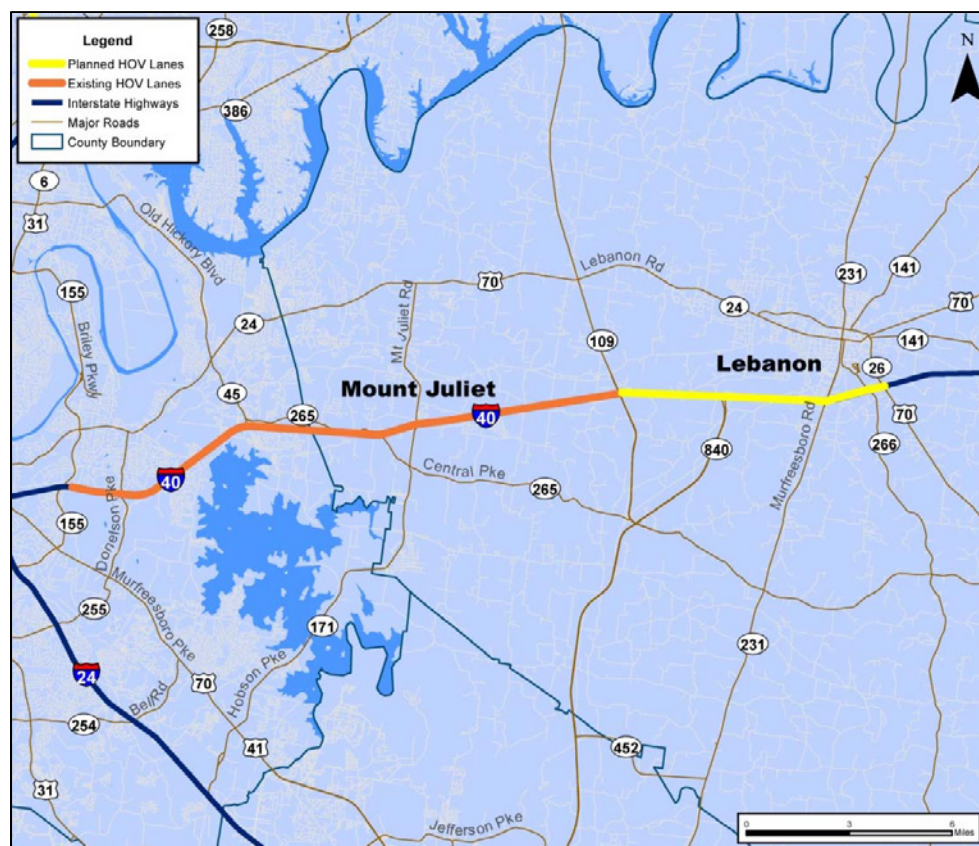 Legend
Planned HOV Lanes
Existing HOV Lanes
Interstate Highways
Major Roads
County Boundary
N
258
386
6
31
Old Hickory Blvd
155
Briley Pkwy
24
70
Lebanon Rd
Mt Juliet Rd
109
231
141
24
70
141
26
Lebanon
Mount Juliet
45
265
40
40
70
266
840
Murfreesboro Rd
Central Pke
265
155
Donelson Pke
Murfreesboro Pke
255
24
Bell Rd
254
70
Hobson Pke
171
231
41
452
31
Jefferson Pke
0 3 6
Miles